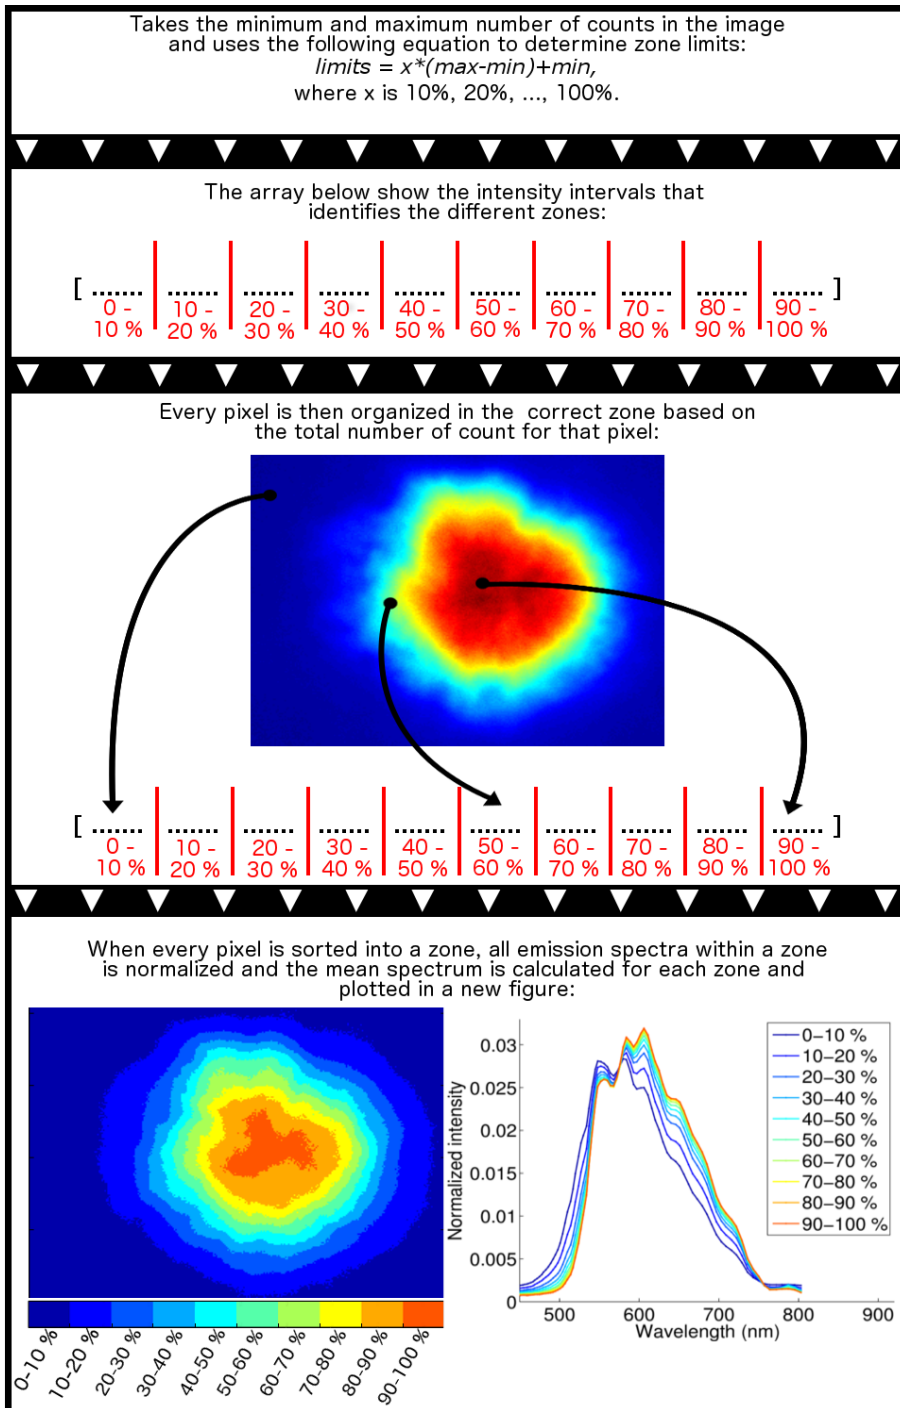 Takes the minimum and maximum number of counts in the image
and uses the following equation to determine zone limits:
limits = x*(max-min)+min,
where x is 10%, 20%, ..., 100%.
The array below show the intensity intervals that
identifies the different zones:
[ ....... ....... ....... ....... ....... ....... ....... ....... ....... ....... ]
0 - 10 - 20 - 30 - 40 - 50 - 60 - 70 - 80 - 90 -
10 % 20 % 30 % 40 % 50 % 60 % 70 % 80 % 90 % 100 %
Every pixel is then organized in the correct zone based on
the total number of count for that pixel:
[ ....... ....... ....... ....... ....... ....... ....... ....... ....... ....... ]
0 - 10 - 20 - 30 - 40 - 50 - 60 - 70 - 80 - 90 -
10 % 20 % 30 % 40 % 50 % 60 % 70 % 80 % 90 % 100 %
When every pixel is sorted into a zone, all emission spectra within a zone
is normalized and the mean spectrum is calculated for each zone and
plotted in a new figure:
0-10 %
10-20 %
20-30 %
30-40 %
40-50 %
50-60 %
60-70 %
70-80 %
80-90 %
90-100 %
Normalized intensity
0.03
0.025
0.02
0.015
0.01
0.005
0
500 600 700 800 900
Wavelength (nm)
0–10 %
10–20 %
20–30 %
30–40 %
40–50 %
50–60 %
60–70 %
70–80 %
80–90 %
90–100 %